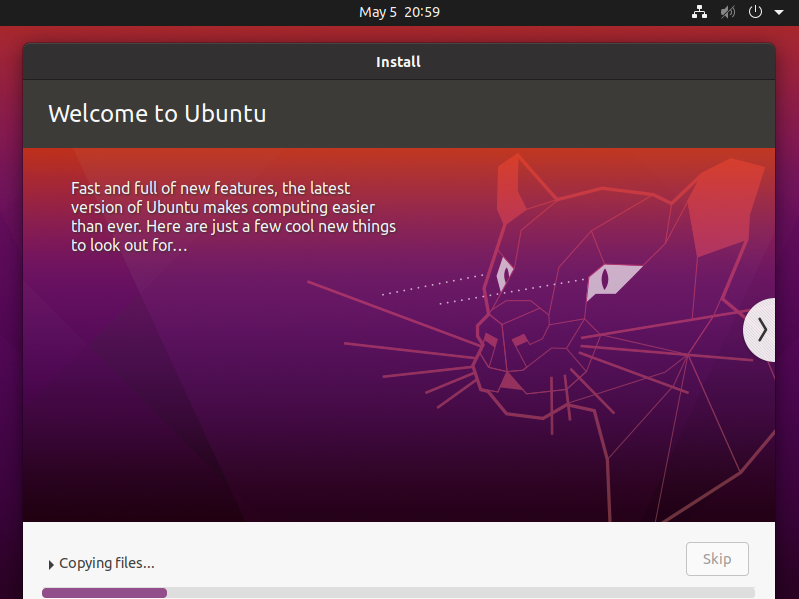 May 5  20:59
Install
Welcome to Ubuntu
Fast and full of new features, the latest
version of Ubuntu makes computing easier
than ever. Here are just a few cool new things
to look out for…
Copying files...
Skip